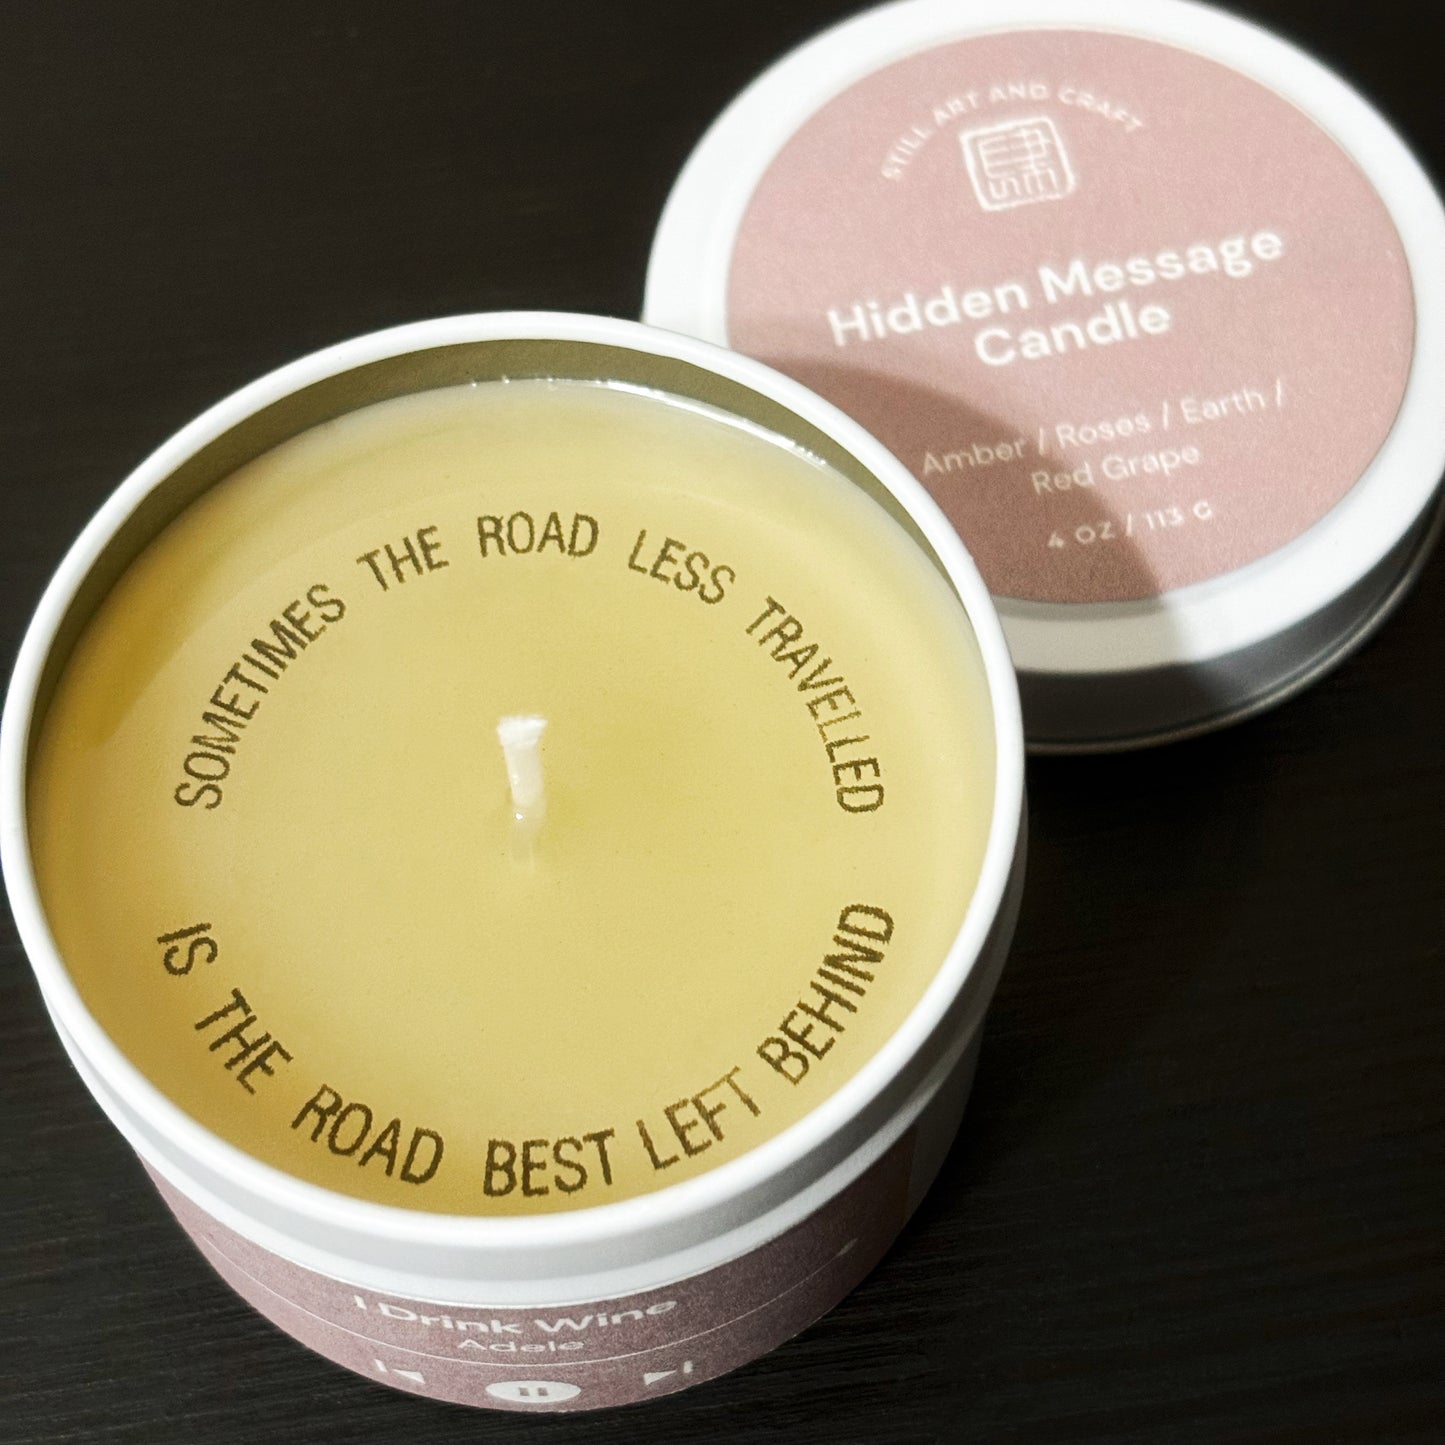 STILL ART AND CRAFT
Hidden Message
Candle
Amber / Roses / Earth /
Red Grape
4 OZ / 113 G
SOMETIMES THE ROAD LESS TRAVELLED
IS THE ROAD BEST LEFT BEHIND
I Drink Wine
Adele